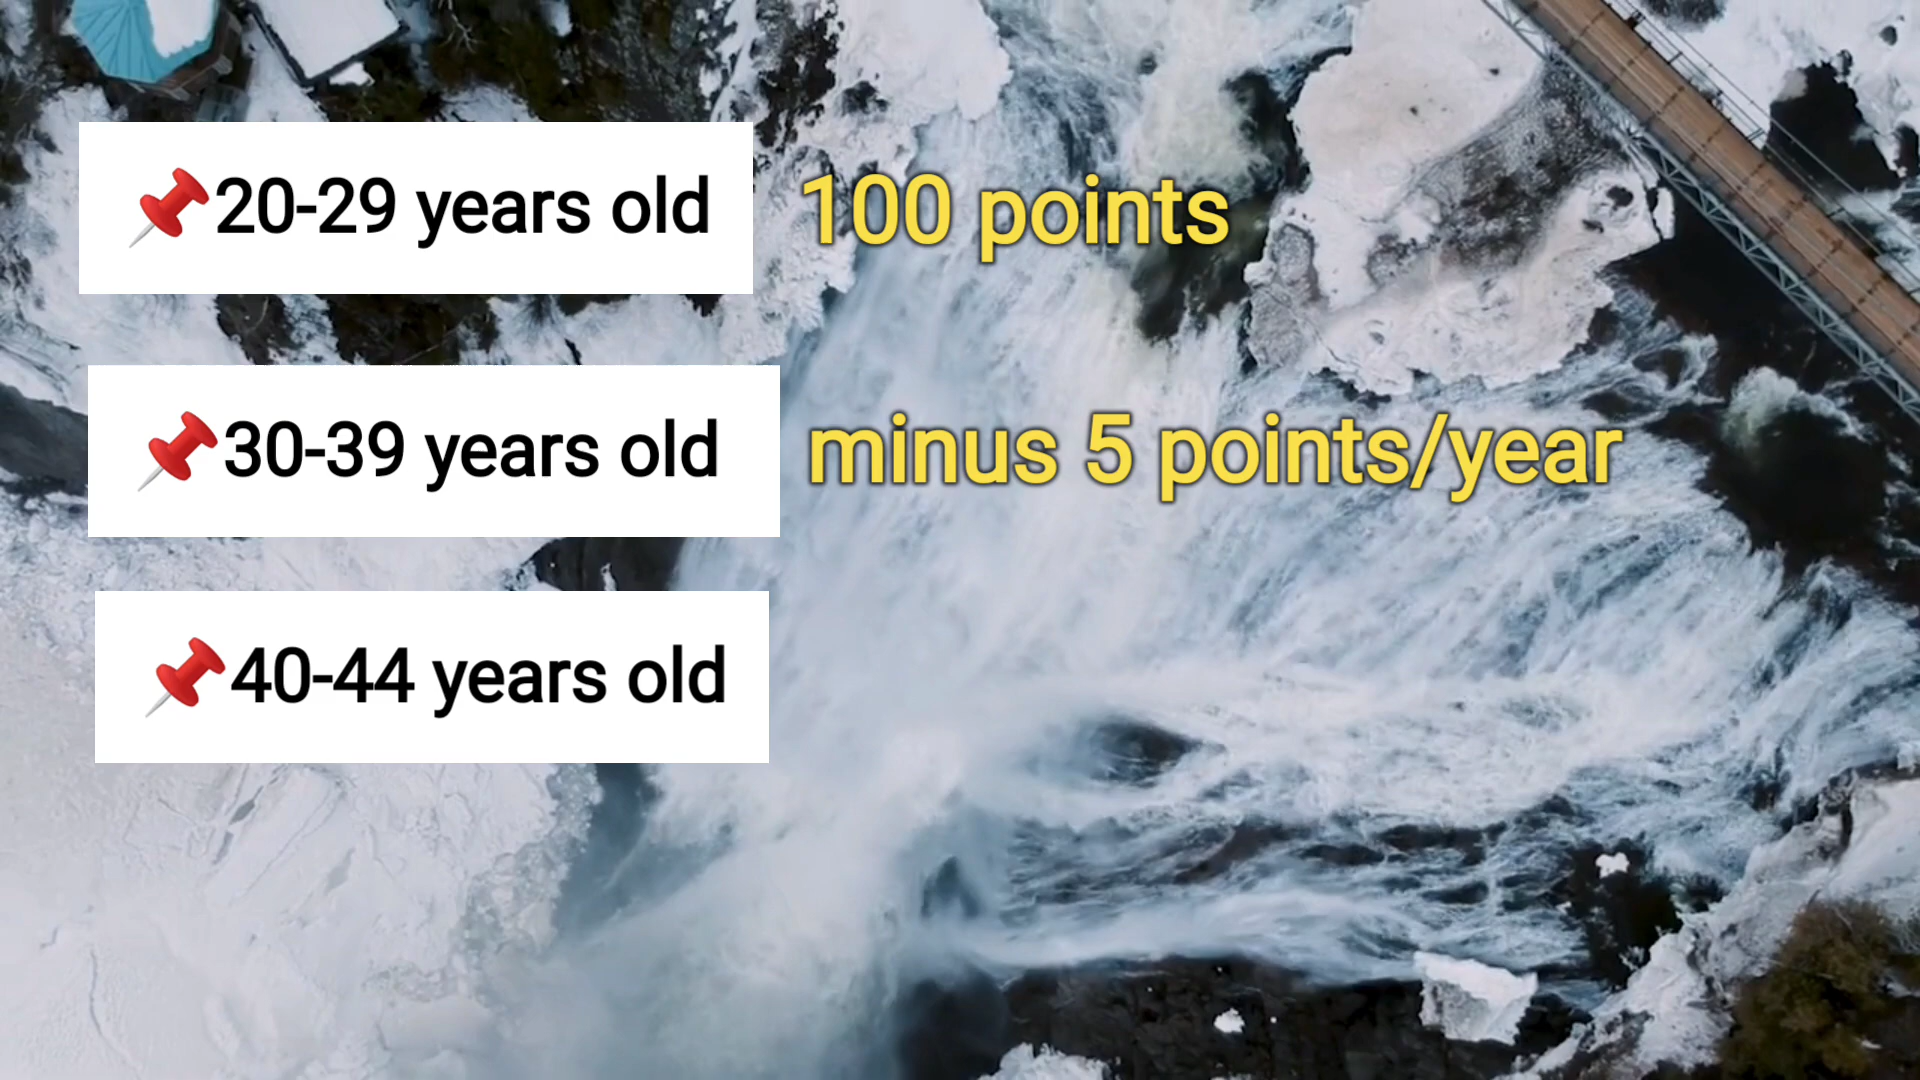 📌20-29 years old 100 points
📌30-39 years old minus 5 points/year
📌40-44 years old